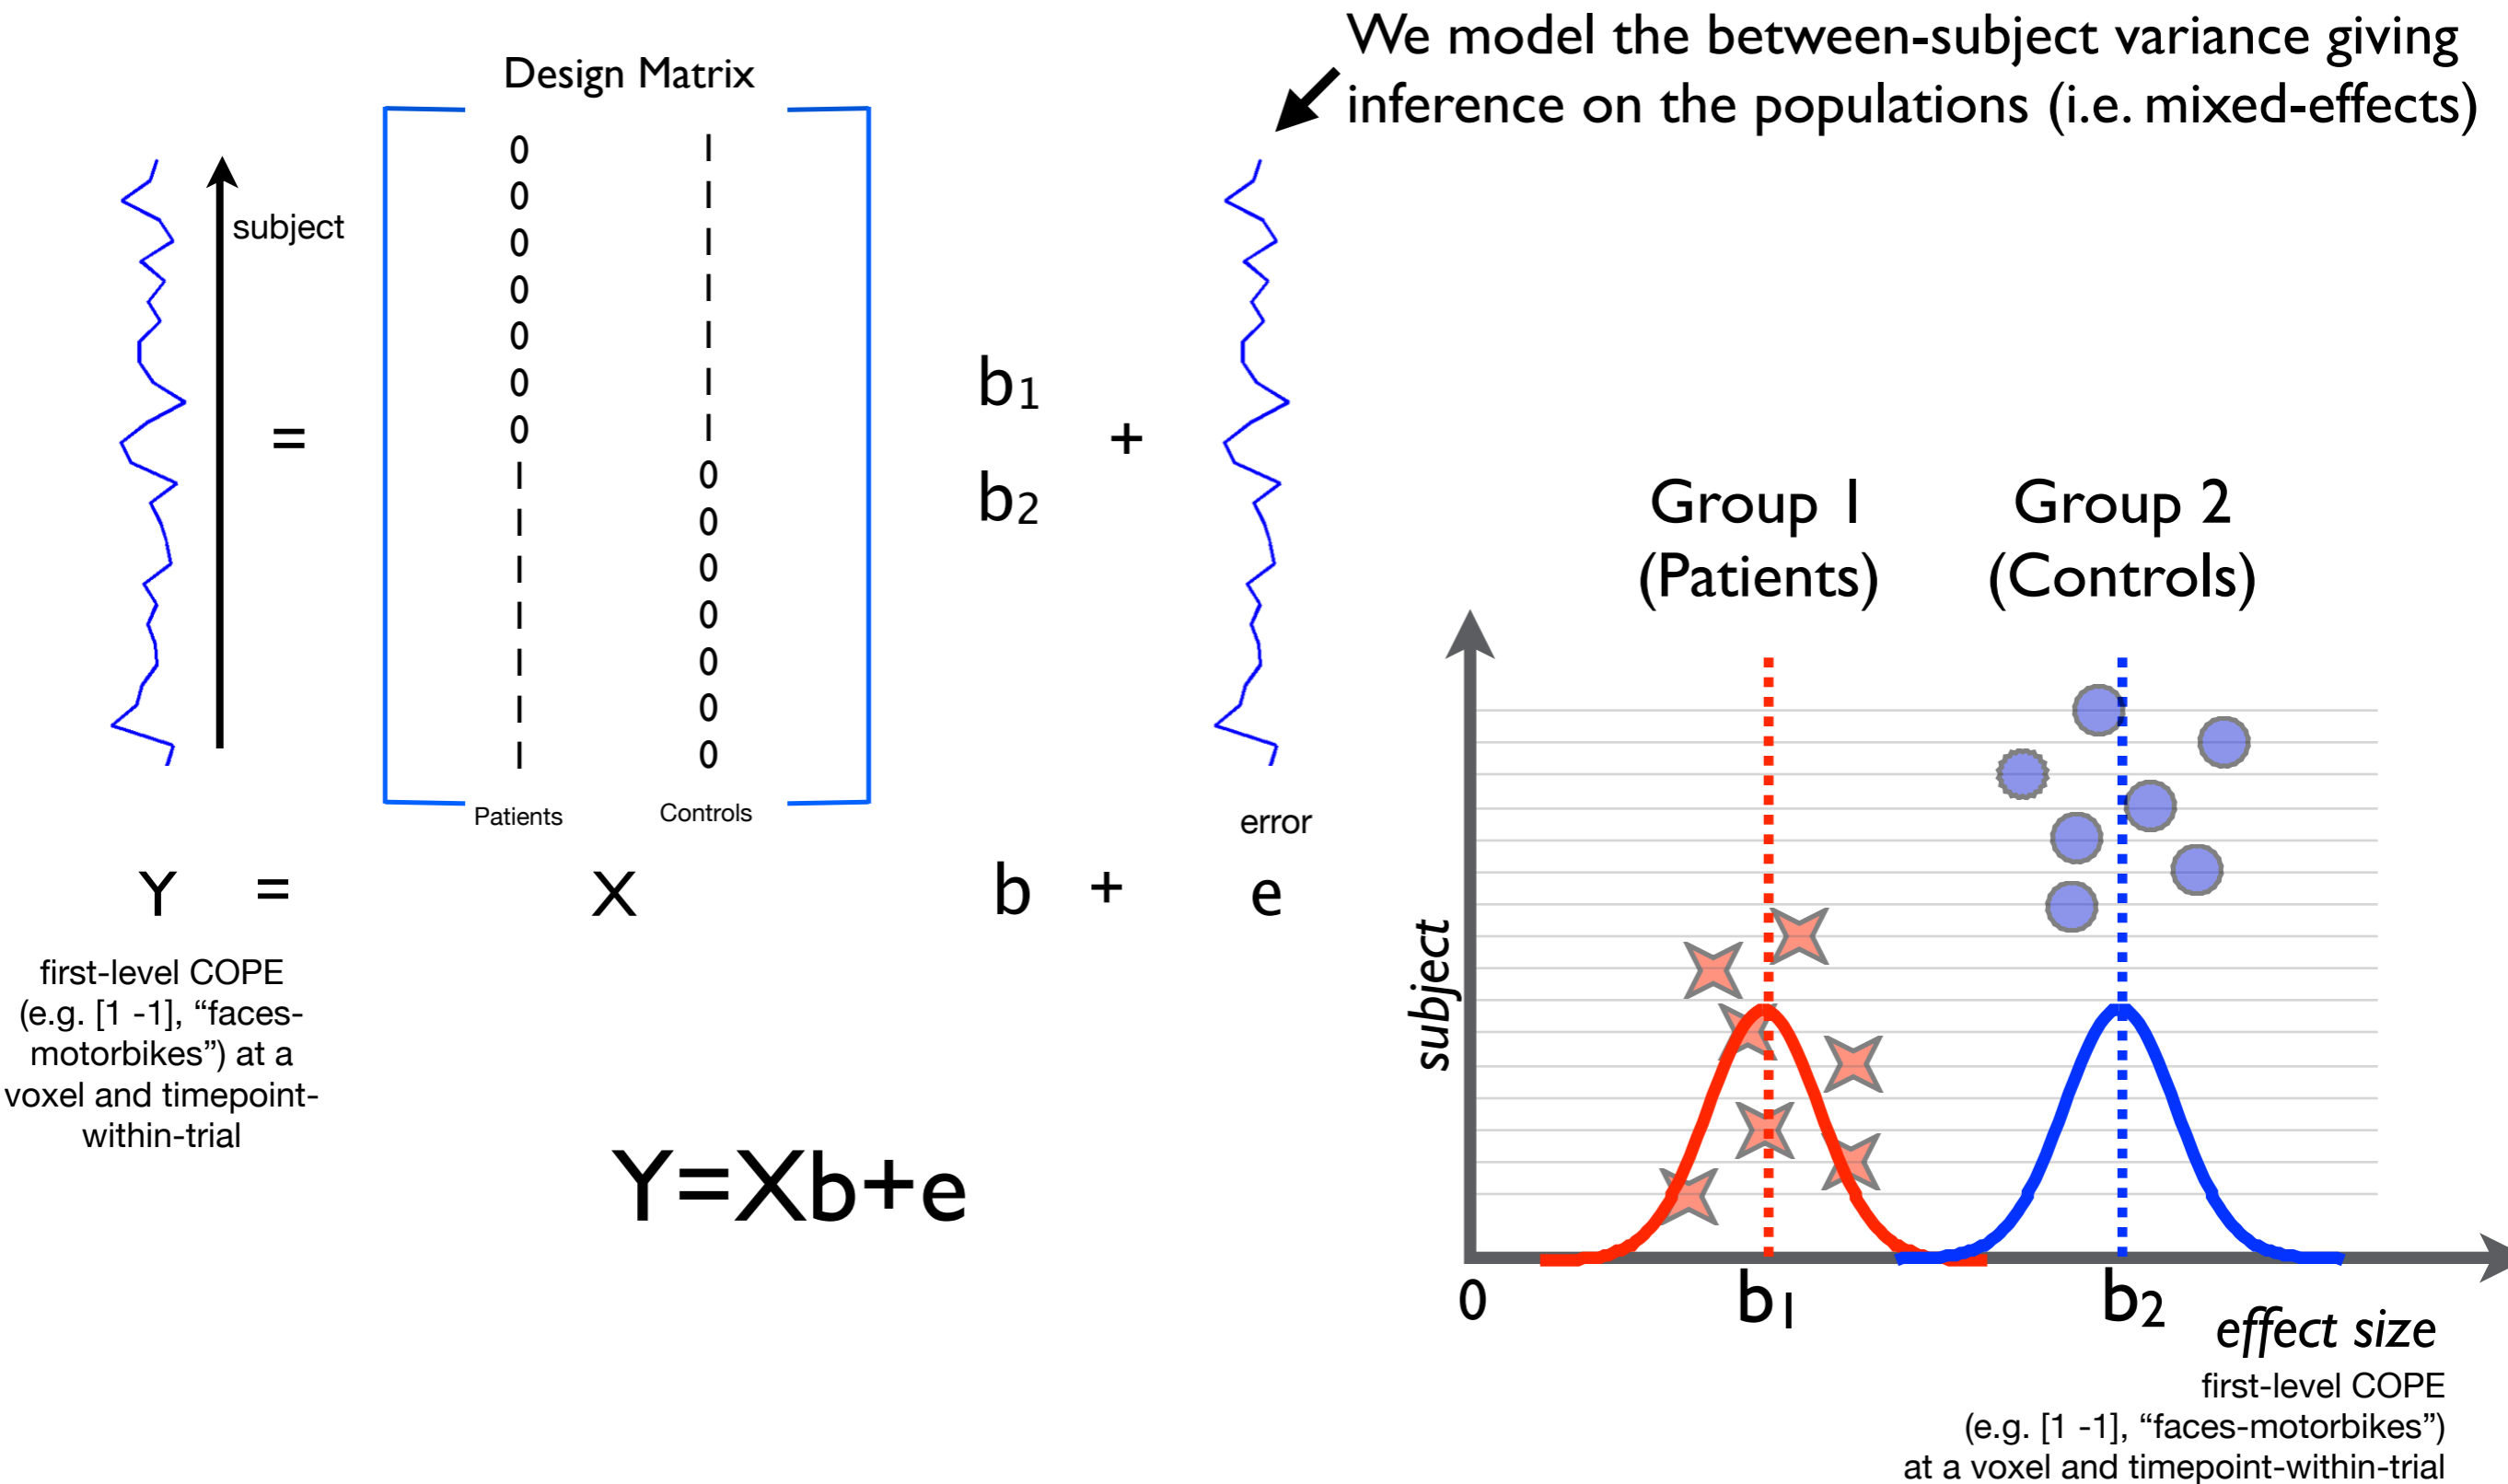 We model the between-subject variance giving
inference on the populations (i.e. mixed-effects)
Design Matrix
subject
0 1
0 1
0 1
0 1
0 1
0 1
0 1
1 0
1 0
1 0
1 0
1 0
1 0
1 0
=
b1
b2
+
Patients Controls
error
Y = X b + e
first-level COPE
(e.g. [1 -1], “faces-
motorbikes”) at a
voxel and timepoint-
within-trial
Y=Xb+e
Group 1
(Patients)
Group 2
(Controls)
subject
0 b1 b2
effect size
first-level COPE
(e.g. [1 -1], “faces-motorbikes”)
at a voxel and timepoint-within-trial